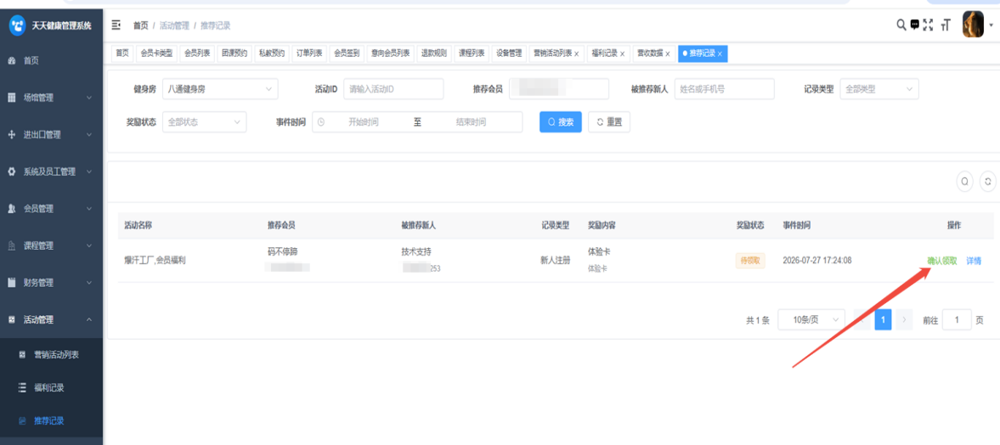 天天健康管理系统
首页 / 活动管理 / 推荐记录
首页 会员卡类型 会员列表 团课预约 私教预约 订单列表 会员签到 意向会员列表 退款规则 课程列表 设备管理 营销活动列表 x 福利记录 x 营收数据 x 推荐记录 x
首页
场馆管理
进出口管理
系统及员工管理
会员管理
课程管理
财务管理
活动管理
营销活动列表
福利记录
推荐记录
健身房 八通健身房 活动ID 请输入活动ID 推荐会员 被推荐新人 姓名或手机号 记录类型 全部类型
奖励状态 全部状态 事件时间 开始时间 至 结束时间 搜索 重置
活动名称 推荐会员 被推荐新人 记录类型 奖励内容 奖励状态 事件时间 操作
爆汗工厂,会员福利 码不停蹄 技术支持 253 新人注册 体验卡 体验卡 待领取 2026-07-27 17:24:08 确认领取 详情
共 1 条 10条/页 1 前往 1 页